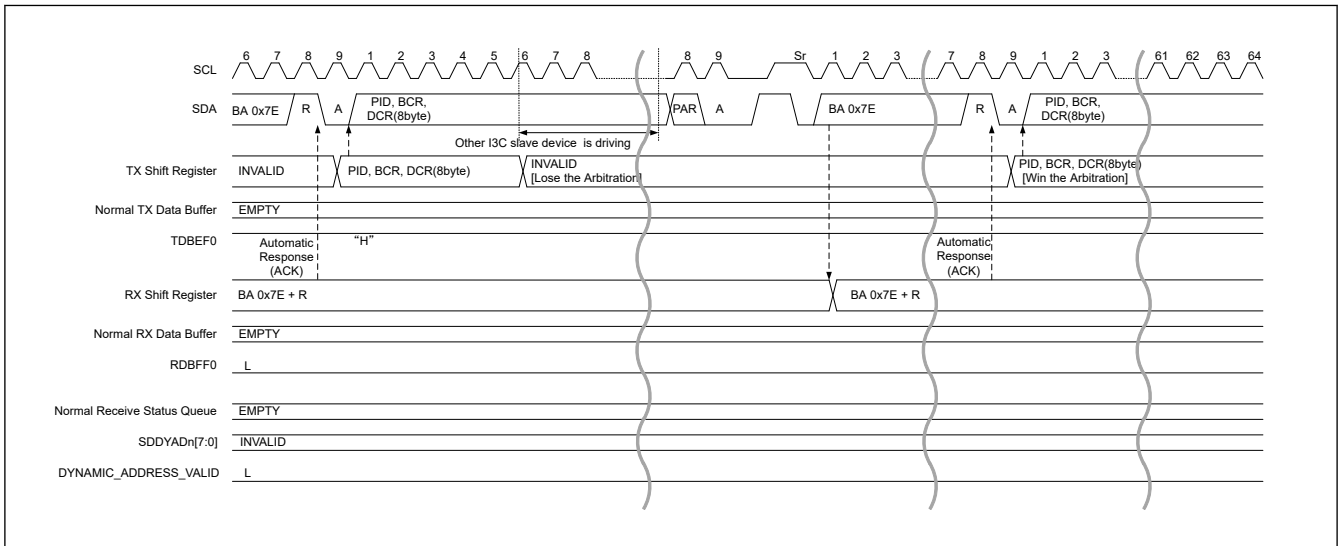 SCL 6 7 8 9 1 2 3 4 5 6 7 8 8 9 Sr 1 2 3 7 8 9 1 2 3 61 62 63 64
SDA BA 0x7E R A PID, BCR, DCR(8byte) PAR A BA 0x7E R A PID, BCR, DCR(8byte)
Other I3C slave device is driving
TX Shift Register INVALID PID, BCR, DCR(8byte) INVALID [Lose the Arbitration] PID, BCR, DCR(8byte) [Win the Arbitration]
Normal TX Data Buffer EMPTY
TDBEF0 "H"
Automatic
Response
(ACK)
Automatic
Response
(ACK)
RX Shift Register BA 0x7E + R BA 0x7E + R
Normal RX Data Buffer EMPTY
RDBFF0 L
Normal Receive Status Queue EMPTY
SDDYADn[7:0] INVALID
DYNAMIC_ADDRESS_VALID L